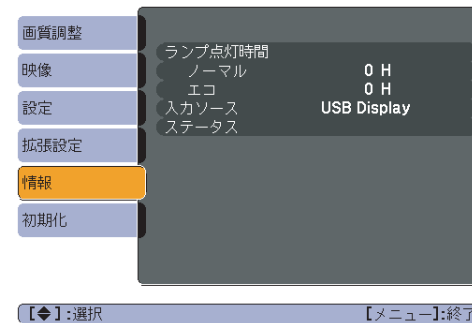 画質調整
映像
設定
拡張設定
情報
初期化
ランプ点灯時間
ノーマル 0 H
エコ 0 H
入力ソース USB Display
ステータス
【◆】:選択 【メニュー】:終了